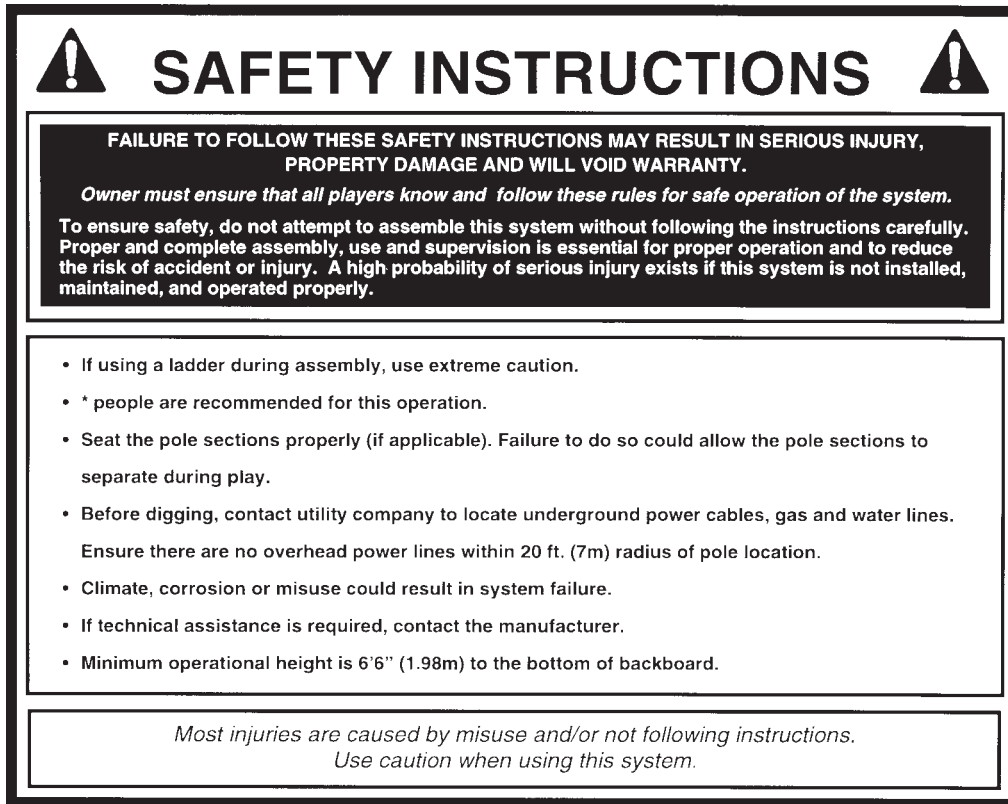 SAFETY INSTRUCTIONS
FAILURE TO FOLLOW THESE SAFETY INSTRUCTIONS MAY RESULT IN SERIOUS INJURY,
PROPERTY DAMAGE AND WILL VOID WARRANTY.
Owner must ensure that all players know and follow these rules for safe operation of the system.
To ensure safety, do not attempt to assemble this system without following the instructions carefully.
Proper and complete assembly, use and supervision is essential for proper operation and to reduce
the risk of accident or injury. A high probability of serious injury exists if this system is not installed,
maintained, and operated properly.
• If using a ladder during assembly, use extreme caution.
• * people are recommended for this operation.
• Seat the pole sections properly (if applicable). Failure to do so could allow the pole sections to
separate during play.
• Before digging, contact utility company to locate underground power cables, gas and water lines.
Ensure there are no overhead power lines within 20 ft. (7m) radius of pole location.
• Climate, corrosion or misuse could result in system failure.
• If technical assistance is required, contact the manufacturer.
• Minimum operational height is 6'6” (1.98m) to the bottom of backboard.
Most injuries are caused by misuse and/or not following instructions.
Use caution when using this system.